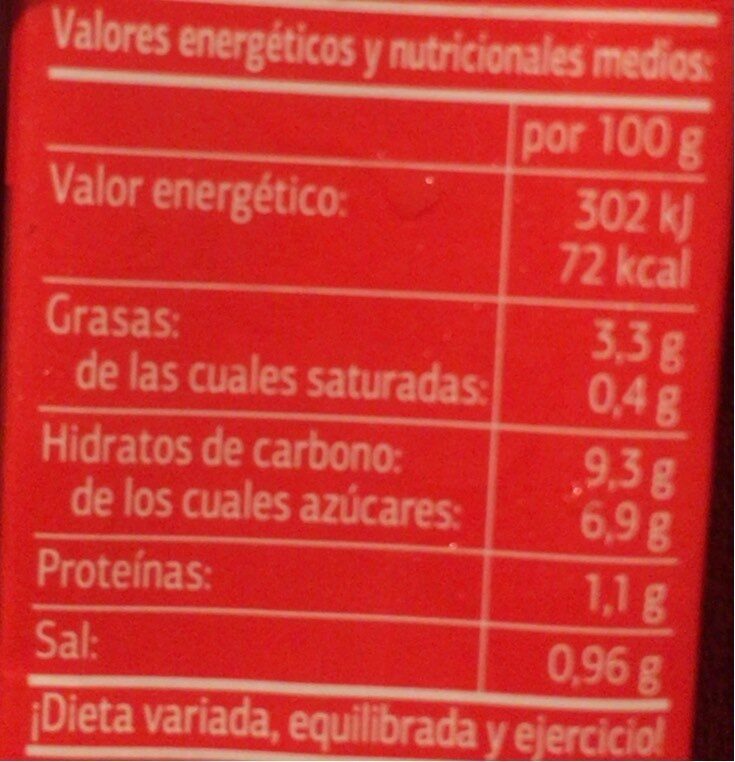 Valores energéticos y nutricionales medios:
por 100 g
Valor energético: 302 kJ
72 kcal
Grasas: 3,3 g
de las cuales saturadas: 0,4 g
Hidratos de carbono: 9,3 g
de los cuales azúcares: 6,9 g
Proteínas: 1,1 g
Sal: 0,96 g
¡Dieta variada, equilibrada y ejercicio!